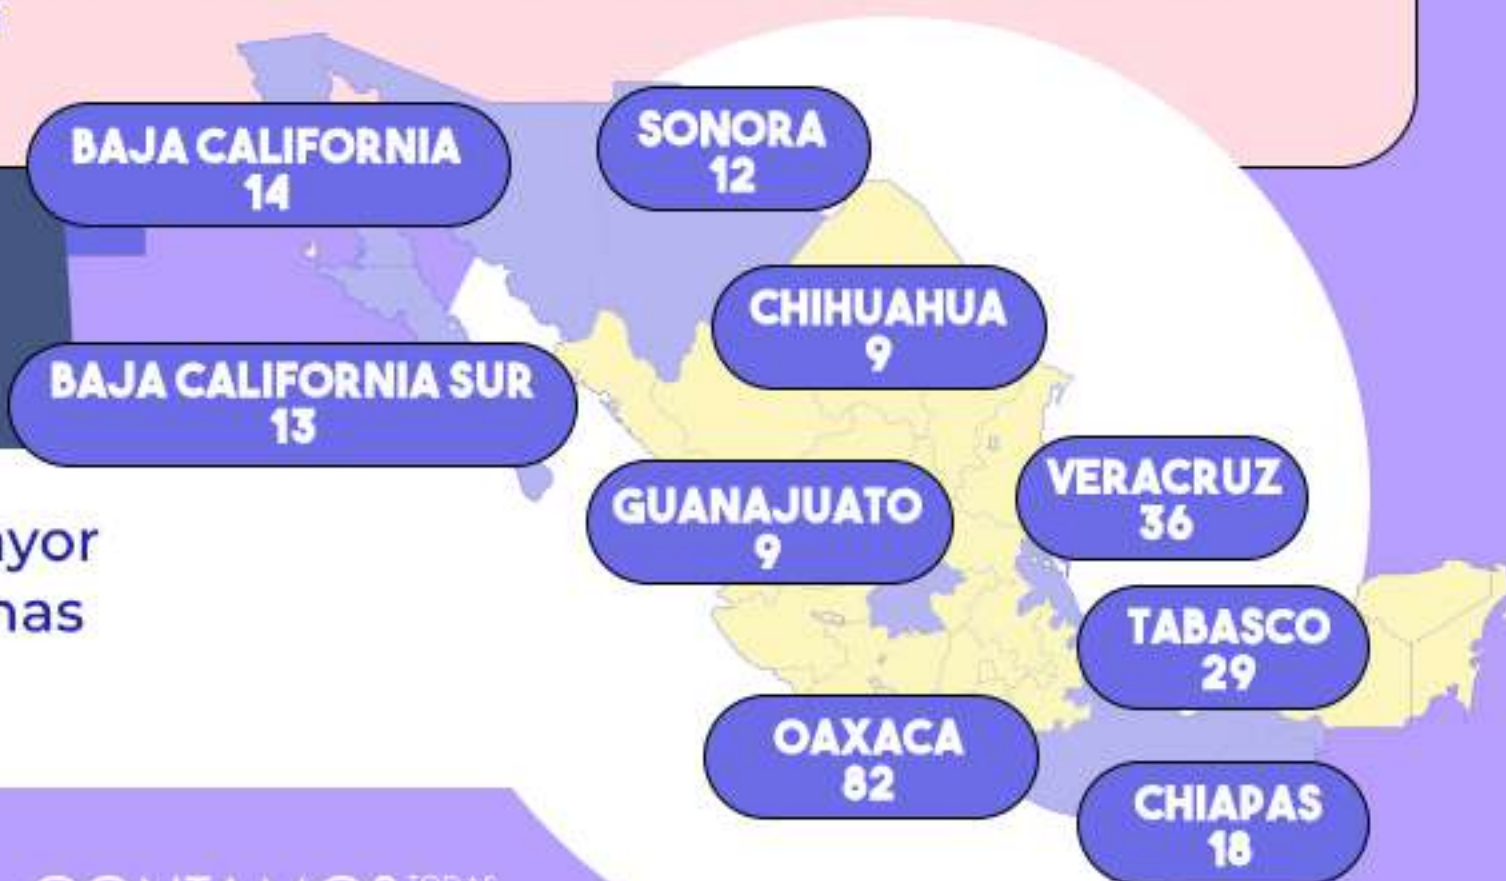 BAJA CALIFORNIA
14
SONORA
12
CHIHUAHUA
9
BAJA CALIFORNIA SUR
13
GUANAJUATO
9
VERACRUZ
36
TABASCO
29
OAXACA
82
CHIAPAS
18